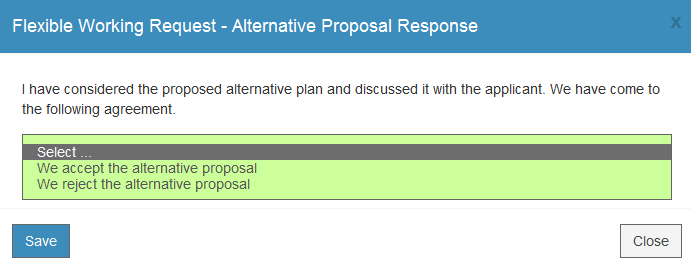 Flexible Working Request - Alternative Proposal Response
x
I have considered the proposed alternative plan and discussed it with the applicant. We have come to
the following agreement.
Select ...
We accept the alternative proposal
We reject the alternative proposal
Save
Close